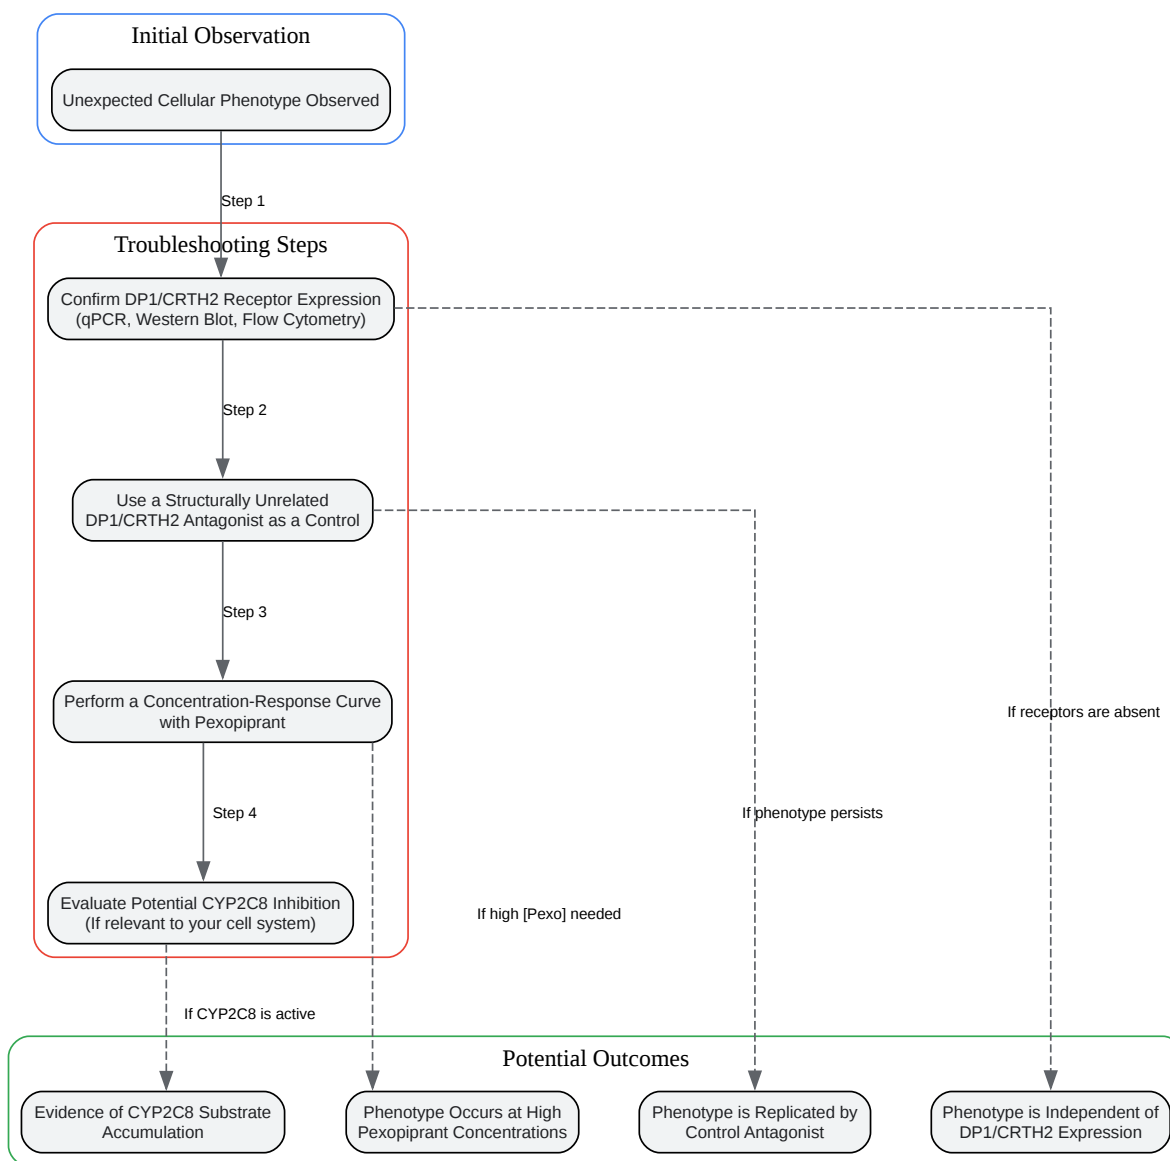 Initial Observation
Unexpected Cellular Phenotype Observed
Step 1
Troubleshooting Steps
Confirm DP1/CRTH2 Receptor Expression
(qPCR, Western Blot, Flow Cytometry)
Step 2
Use a Structurally Unrelated
DP1/CRTH2 Antagonist as a Control
Step 3
Perform a Concentration-Response Curve
with Pexopiprant
If receptors are absent
Step 4
If phenotype persists
Evaluate Potential CYP2C8 Inhibition
(If relevant to your cell system)
If high [Pexo] needed
If CYP2C8 is active
Potential Outcomes
Evidence of CYP2C8 Substrate
Accumulation
Phenotype Occurs at High
Pexopiprant Concentrations
Phenotype is Replicated by
Control Antagonist
Phenotype is Independent of
DP1/CRTH2 Expression